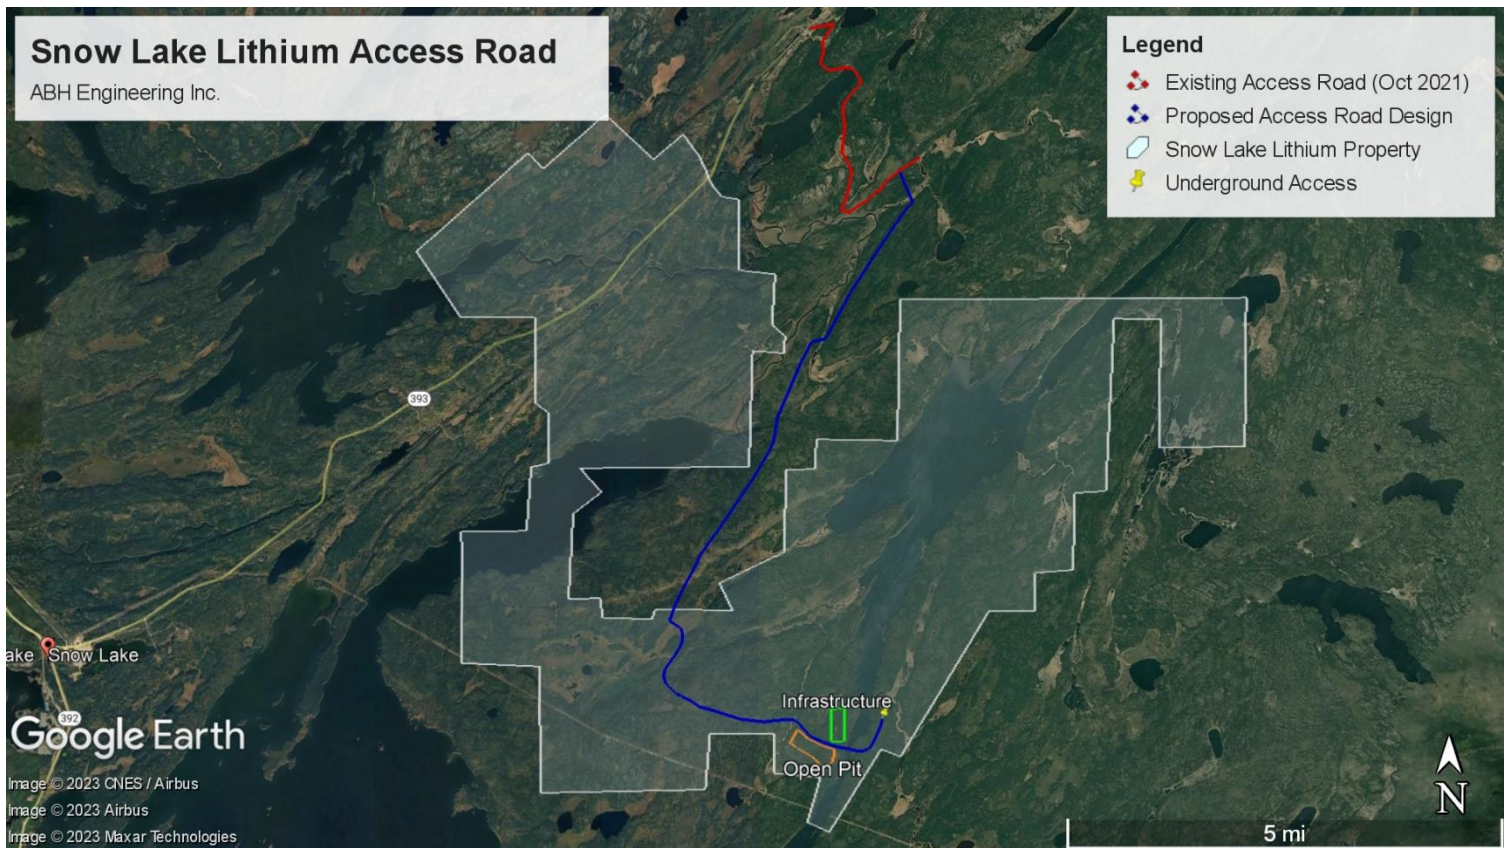 Snow Lake Lithium Access Road
ABH Engineering Inc.
Legend
Existing Access Road (Oct 2021)
Proposed Access Road Design
Snow Lake Lithium Property
Underground Access
393
ake Snow Lake
392
Infrastructure
Open Pit
Google Earth
Image © 2023 CNES / Airbus
Image © 2023 Airbus
Image © 2023 Maxar Technologies
N
5 mi